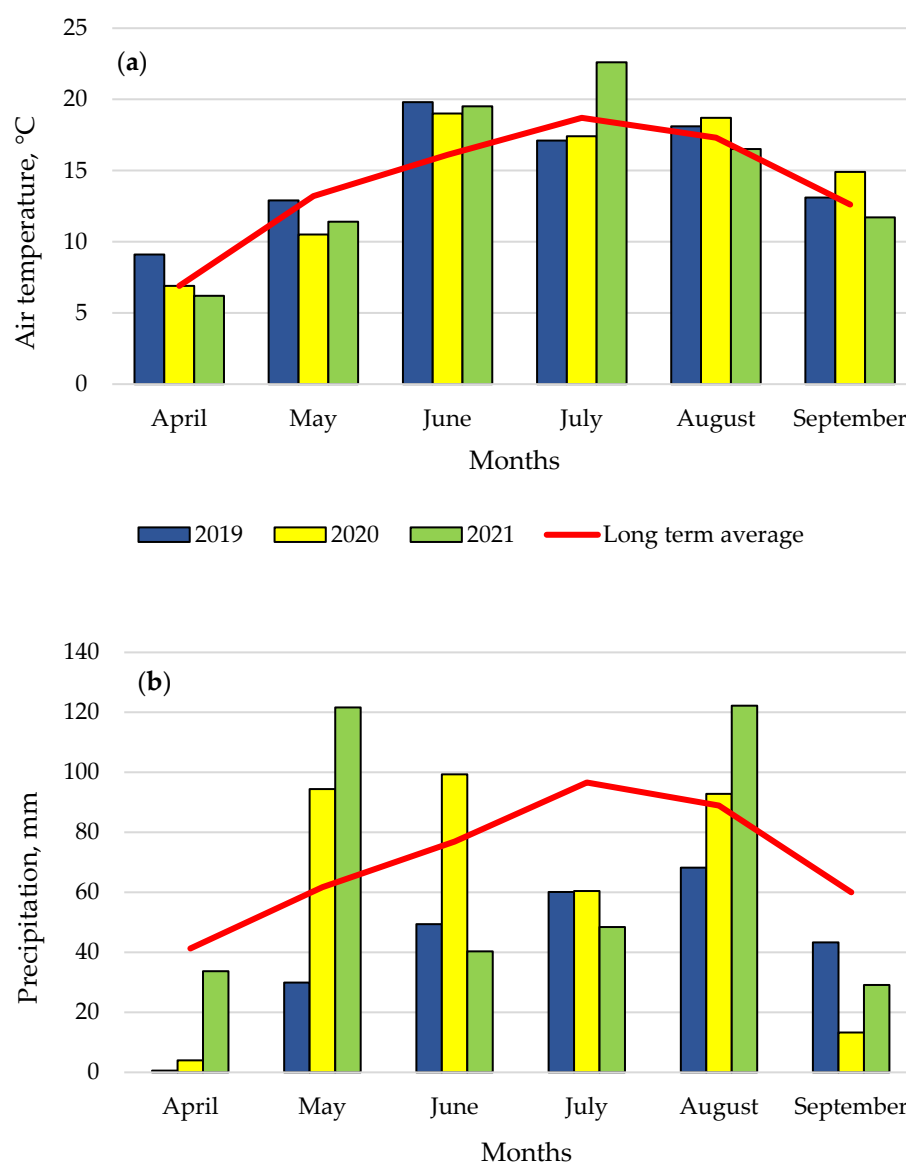 25
(a)
20
15
10
5
0
Air temperature, °C
April May June July August September
Months
2019 2020 2021 Long term average
140
(b)
120
100
80
60
40
20
0
Precipitation, mm
April May June July August September
Months